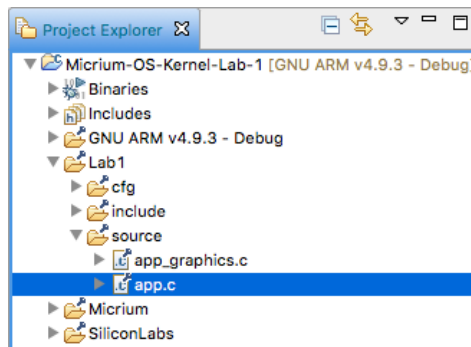 Project Explorer
Micrium-OS-Kernel-Lab-1 [GNU ARM v4.9.3 - Debug]
Binaries
Includes
GNU ARM v4.9.3 - Debug
Lab1
cfg
include
source
app_graphics.c
app.c
Micrium
SiliconLabs